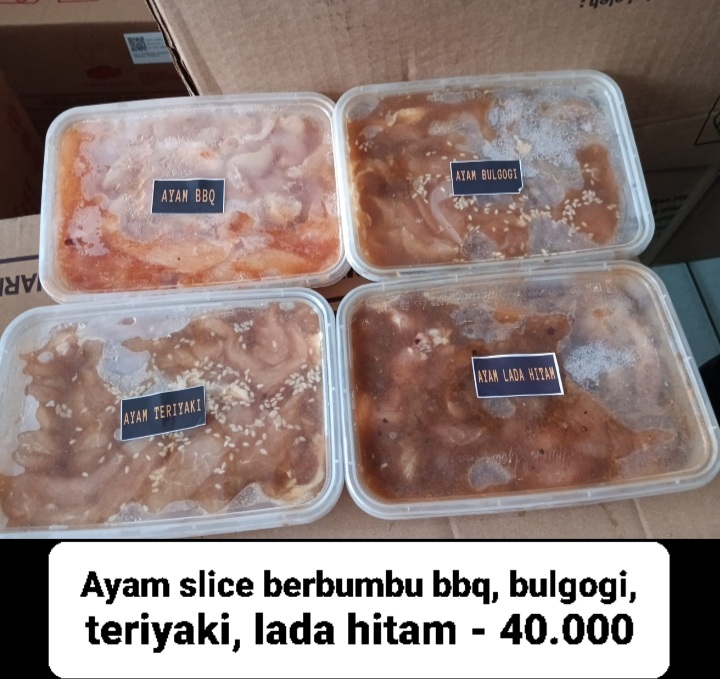 AYAM BBQ
AYAM BULGOGI
AYAM TERIYAKI
AYAM LADA HITAM
Ayam slice berbumbu bbq, bulgogi,
teriyaki, lada hitam - 40.000